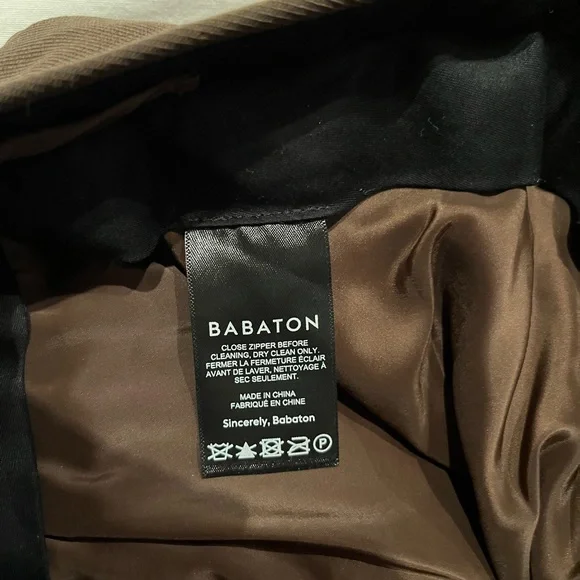 BABATON
CLOSE ZIPPER BEFORE
CLEANING, DRY CLEAN ONLY.
FERMER LA FERMETURE ÉCLAIR
AVANT DE LAVER, NETTOYAGE À
SEC SEULEMENT.
MADE IN CHINA
FABRIQUÉ EN CHINE
Sincerely, Babaton
P